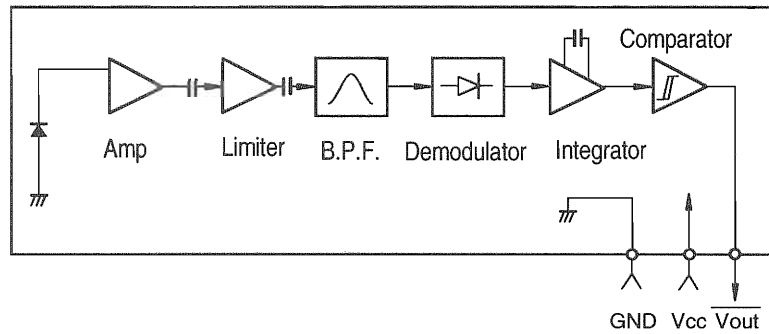 Comparator
Amp
Limiter
B.P.F.
Demodulator
Integrator
GND
Vcc
Vout